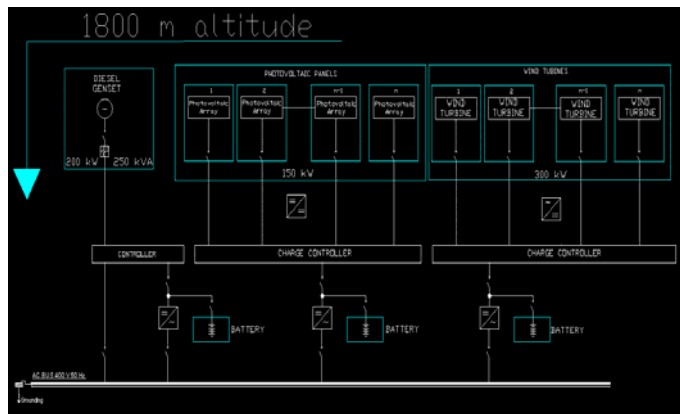 1800 m altitude
DIESEL
GENSET
200 kW 250 kVA
PHOTOVOLTAIC PANELS
1 2 n-1 n
Photovoltaic
Array
Photovoltaic
Array
Photovoltaic
Array
Photovoltaic
Array
150 kW
WIND TURBINES
1 2 n-1 n
WIND
TURBINE
WIND
TURBINE
WIND
TURBINE
WIND
TURBINE
300 kW
CONTROLLER
CHARGE CONTROLLER
CHARGE CONTROLLER
BATTERY
BATTERY
BATTERY
AC BUS 400 V 50 Hz
Grounding